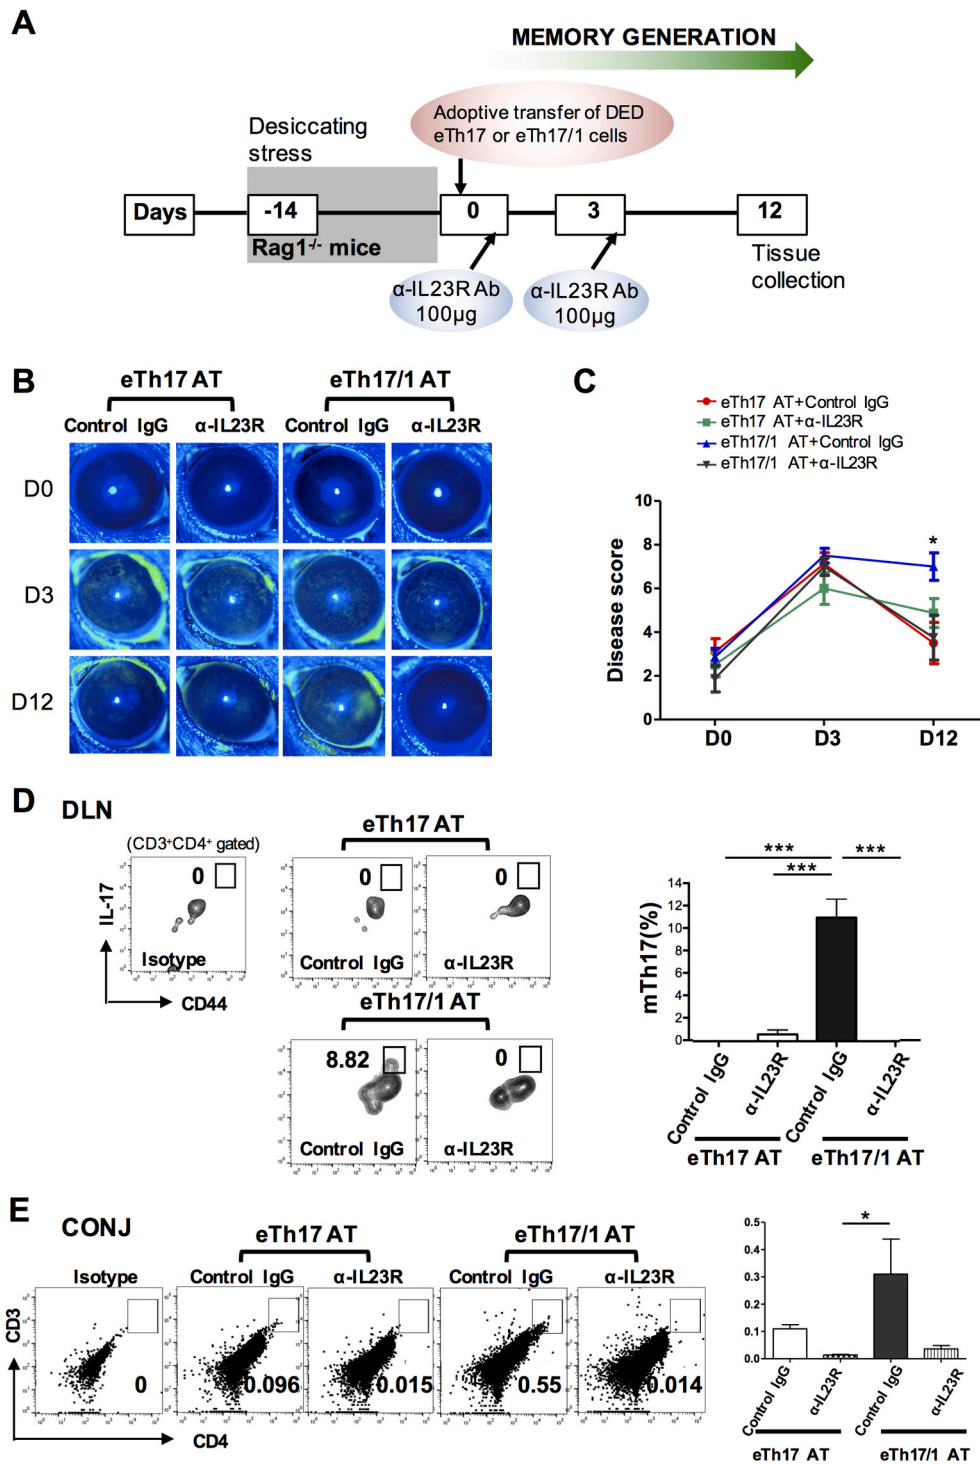 A
MEMORY GENERATION
Adoptive transfer of DED
eTh17 or eTh17/1 cells
Desiccating
stress
Days
-14
0
3
12
Rag1-/- mice
α-IL23R Ab
100μg
α-IL23R Ab
100μg
Tissue
collection
B
eTh17 AT
eTh17/1 AT
Control IgG
α-IL23R
Control IgG
α-IL23R
D0
D3
D12
C
eTh17 AT+Control IgG
eTh17 AT+α-IL23R
eTh17/1 AT+Control IgG
eTh17/1 AT+α-IL23R
Disease score
10
8
6
4
2
0
*
D0
D3
D12
D
DLN
(CD3+CD4+ gated)
eTh17 AT
IL-17
CD44
0
Isotype
0
Control IgG
0
α-IL23R
eTh17/1 AT
8.82
Control IgG
0
α-IL23R
***
***
***
mTh17(%)
14
12
10
8
6
4
2
0
Control IgG
α-IL23R
Control IgG
α-IL23R
eTh17 AT
eTh17/1 AT
E
CONJ
eTh17 AT
eTh17/1 AT
Isotype
Control IgG
α-IL23R
Control IgG
α-IL23R
CD3
CD4
0
0.096
0.015
0.55
0.014
*
0.5
0.4
0.3
0.2
0.1
0.0
Control IgG
α-IL23R
Control IgG
α-IL23R
eTh17 AT
eTh17/1 AT